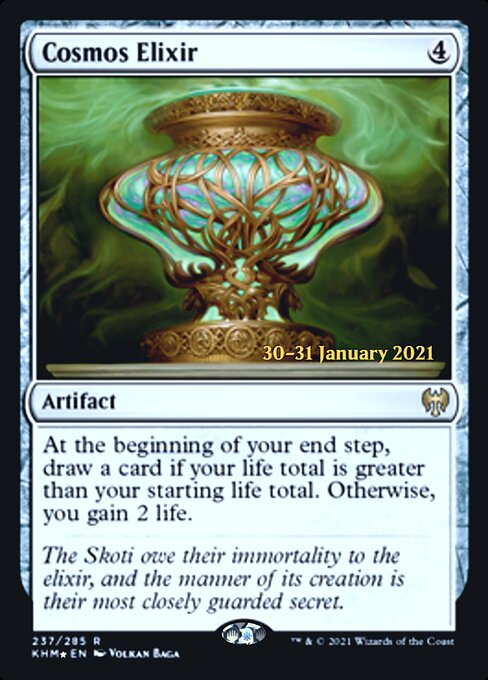 Cosmos Elixir 4
30–31 January 2021
Artifact
At the beginning of your end step,
draw a card if your life total is greater
than your starting life total. Otherwise,
you gain 2 life.
The Skoti owe their immortality to the
elixir, and the manner of its creation is
their most closely guarded secret.
237/285 R
KHM★EN Volkan Baga
™ & © 2021 Wizards of the Coast